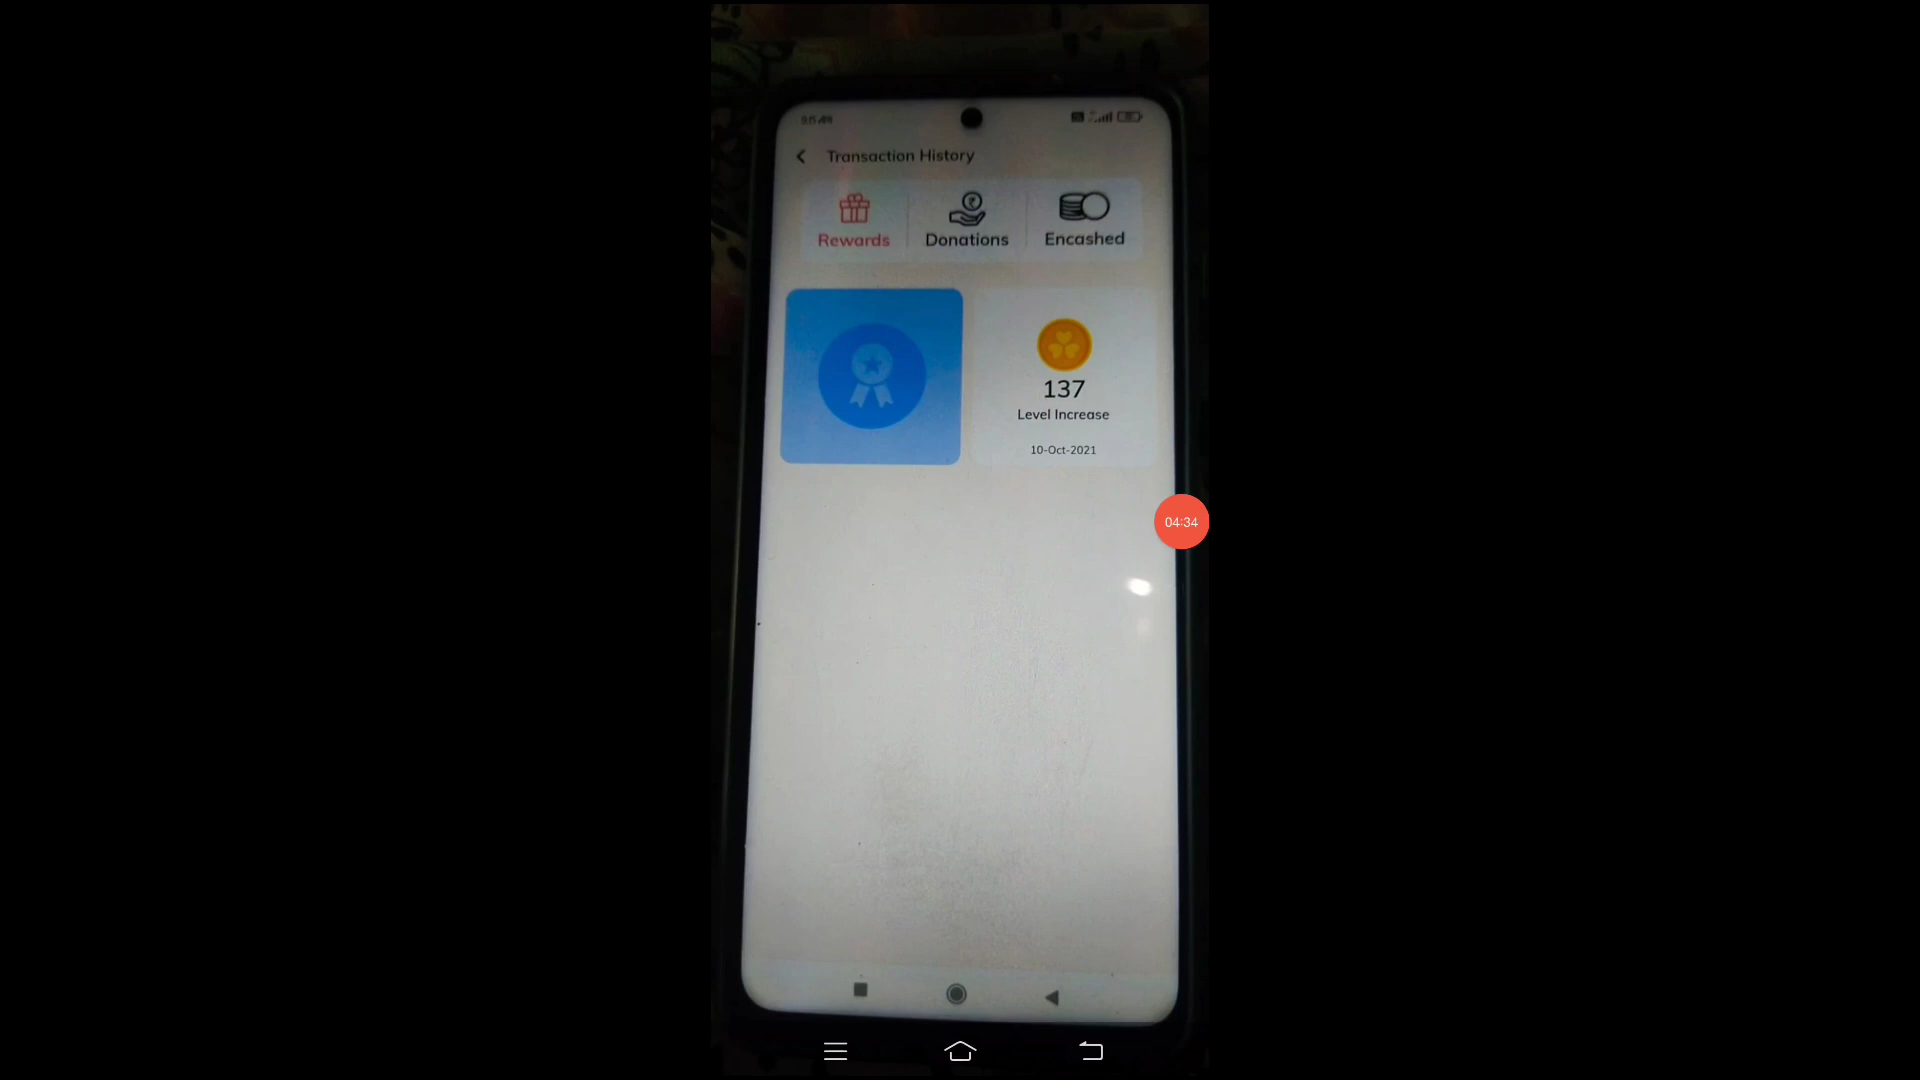 Transaction History
Rewards
Donations
Encashed
137
Level Increase
10-Oct-2021
04:34